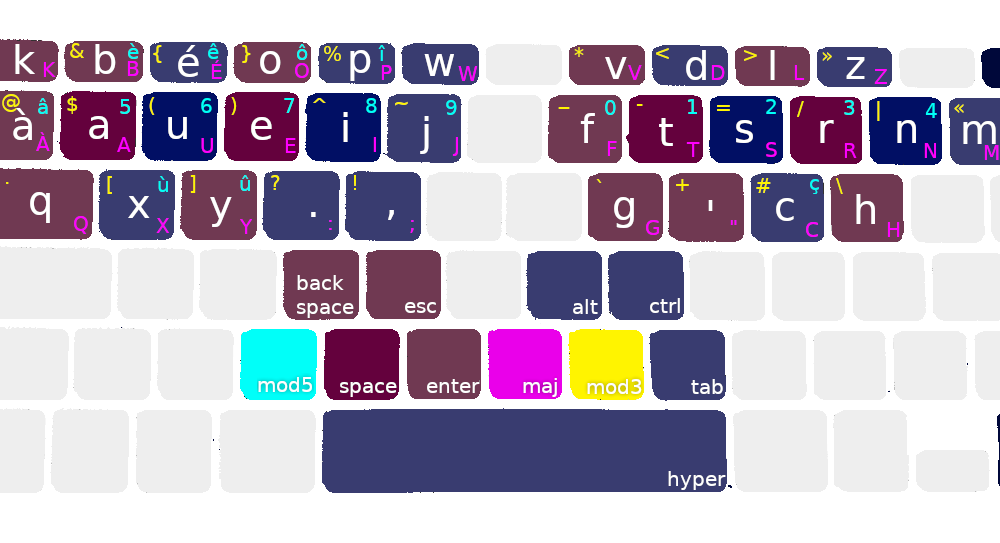 k K & b è B { é ê É } o ô O % p î P w W * v V < d D > l L » z Z
@ à â À $ a 5 A ( u 6 U ) e 7 E ^ i 8 I ~ j 9 J – f 0 F - t 1 T = s 2 S / r 3 R | n 4 N « m M
· q Q [ x ù X ] y û Y ? . : ! , ; ` g G + ' " # c ç C \ h H
back
space esc alt ctrl
mod5 space enter maj mod3 tab
hyper